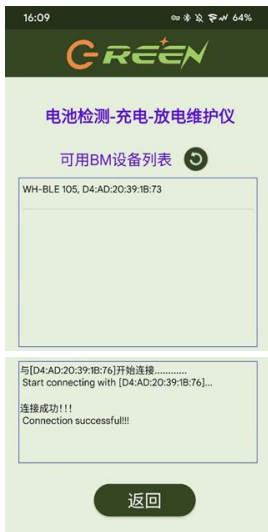 16:09
64%
GREEN
电池检测-充电-放电维护仪
可用BM设备列表
WH-BLE 105, D4:AD:20:39:1B:73
与[D4:AD:20:39:1B:76]开始连接............
Start connecting with [D4:AD:20:39:1B:76]...
连接成功!!!
Connection successful!!!
返回